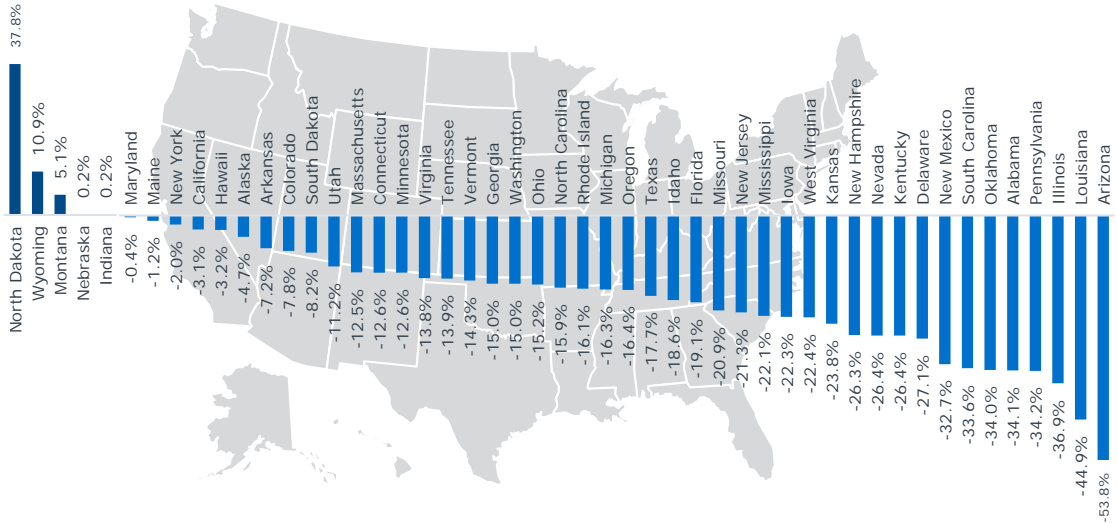 North Dakota 37.8%
Wyoming 10.9%
Montana 5.1%
Nebraska 0.2%
Indiana 0.2%
Maryland -0.4%
Maine -1.2%
New York -2.0%
California -3.1%
Hawaii -3.2%
Alaska -4.7%
Arkansas -7.2%
Colorado -7.8%
South Dakota -8.2%
Utah -11.2%
Massachusetts -12.5%
Connecticut -12.6%
Minnesota -12.6%
Virginia -13.8%
Tennessee -13.9%
Vermont -14.3%
Georgia -15.0%
Washington -15.0%
Ohio -15.2%
North Carolina -15.9%
Rhode Island -16.1%
Michigan -16.3%
Oregon -16.4%
Texas -17.7%
Idaho -18.6%
Florida -19.1%
Missouri -20.9%
New Jersey -21.3%
Mississippi -22.1%
Iowa -22.3%
West Virginia -22.4%
Kansas -23.8%
New Hampshire -26.3%
Nevada -26.4%
Kentucky -26.4%
Delaware -27.1%
New Mexico -32.7%
South Carolina -33.6%
Oklahoma -34.0%
Alabama -34.1%
Pennsylvania -34.2%
Illinois -36.9%
Louisiana -44.9%
Arizona -53.8%